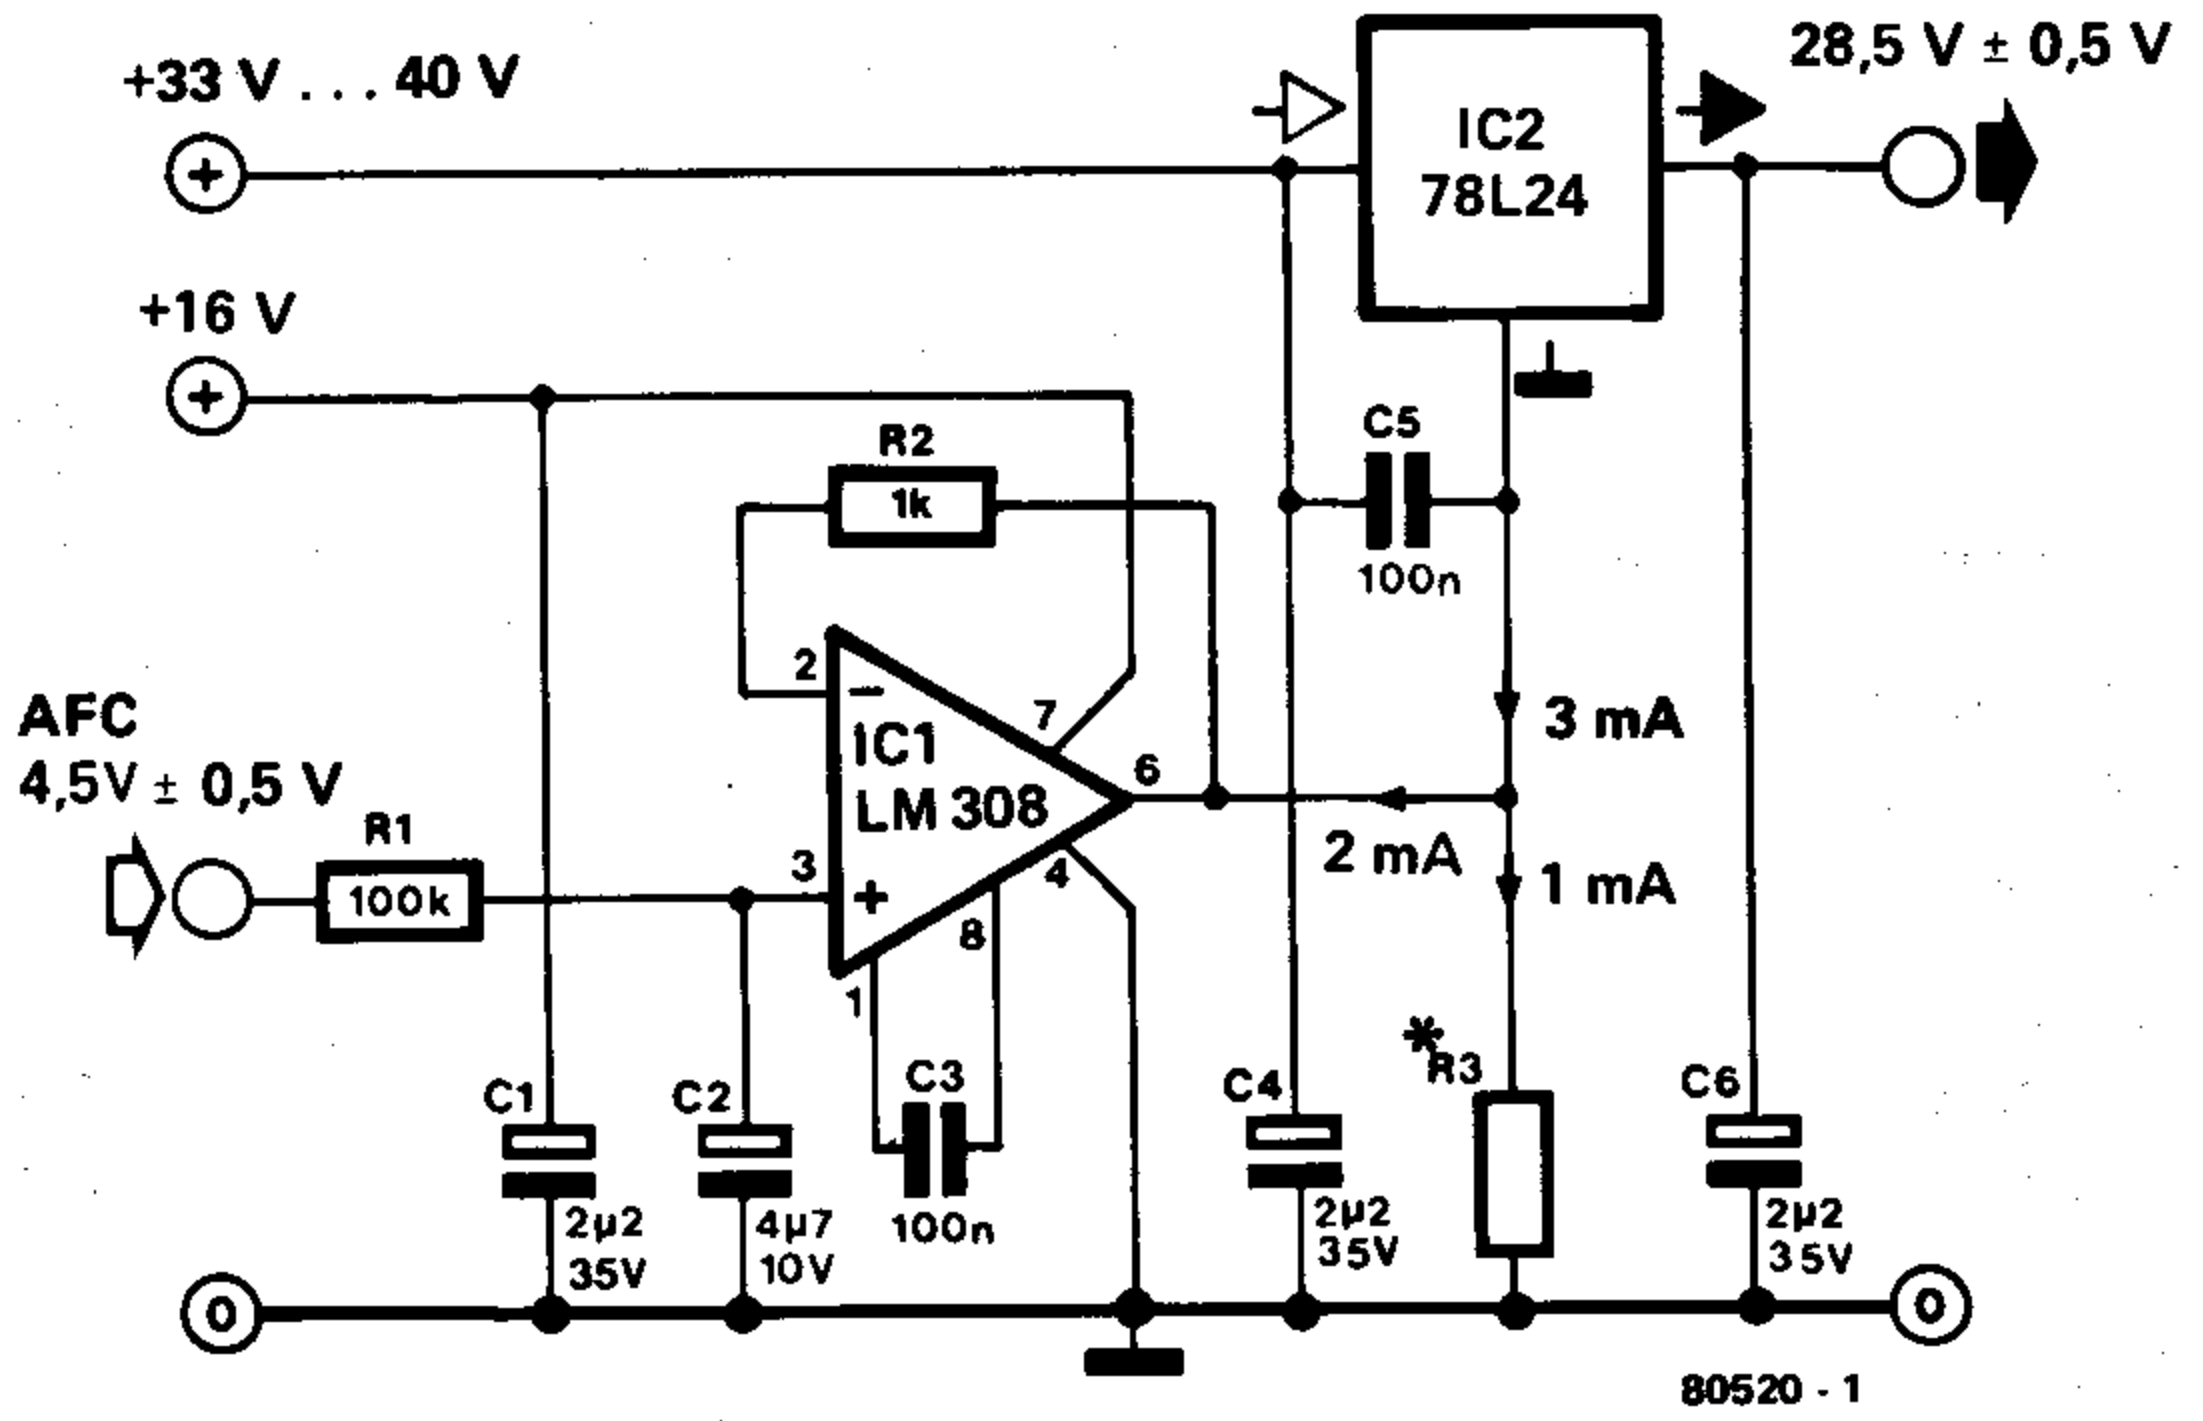 +33 V . . . 40 V
28,5 V ± 0,5 V
IC2
78L24
+
+16 V
+
R2
1k
C5
100n
2
−
7
3 mA
AFC
4,5V ± 0,5 V
IC1
LM 308
6
R1
100k
3
+
4
2 mA
1 mA
8
1
*
R3
C1
C2
C3
C4
C6
2µ2
35V
4µ7
10V
100n
2µ2
35V
2µ2
35V
0
0
80520 - 1